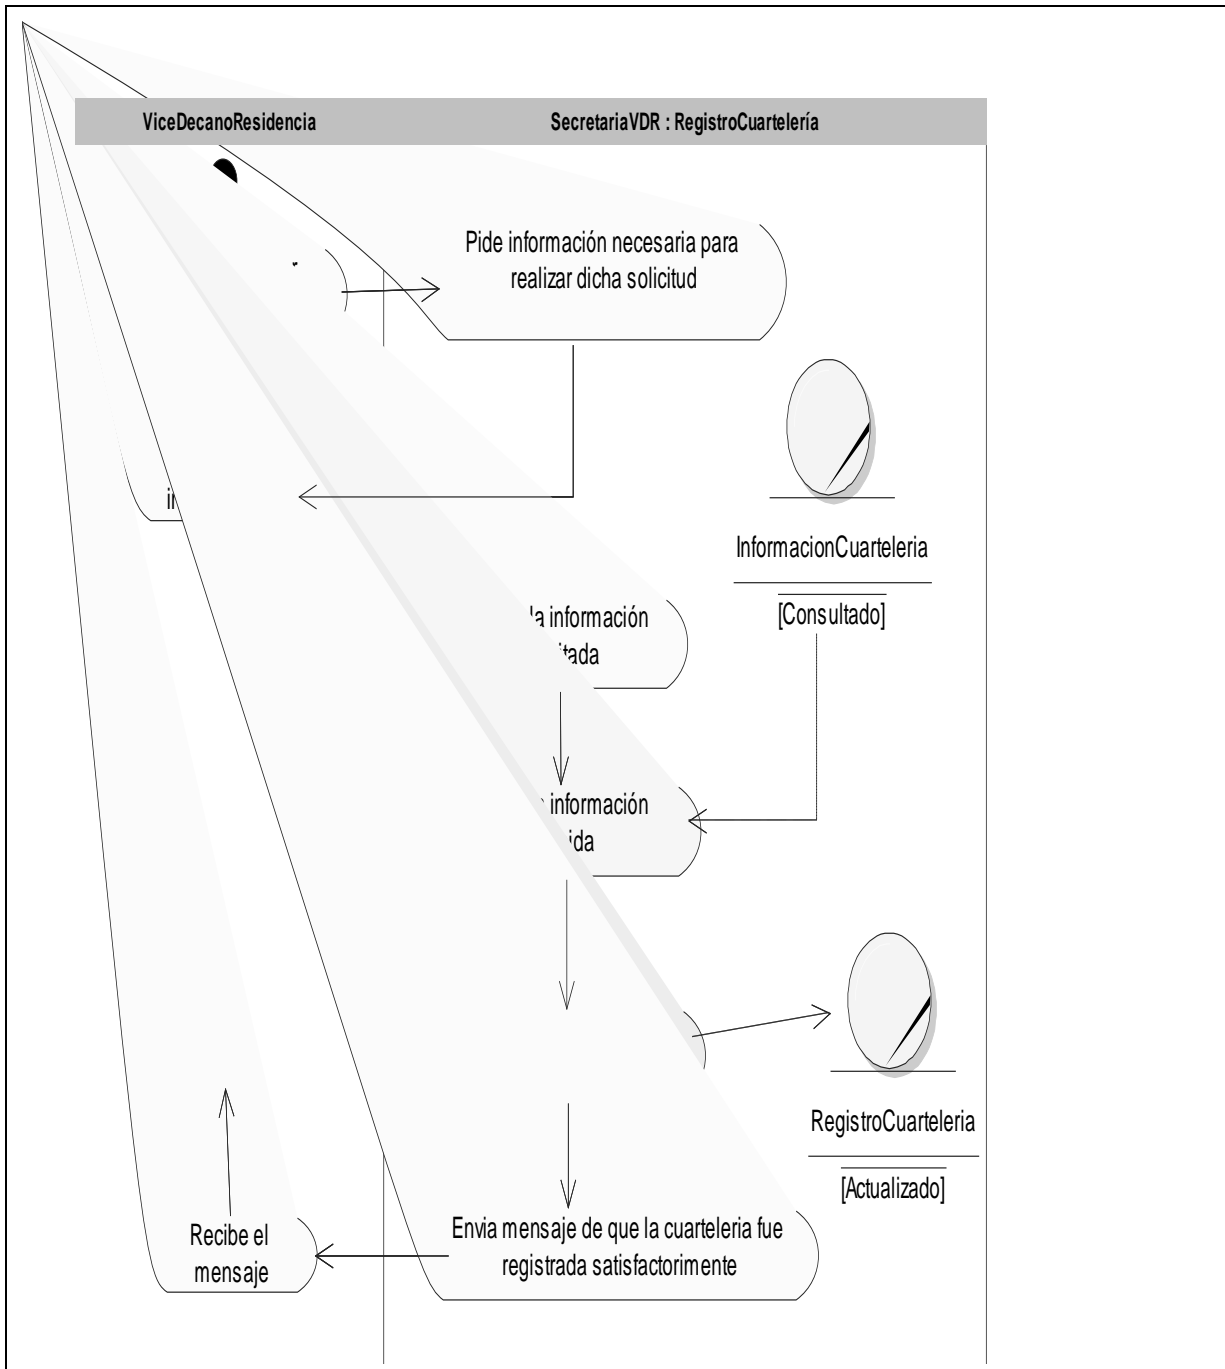 ViceDecanoResidencia
SecretariaVDR : RegistroCuartelería
Pide información necesaria para
realizar dicha solicitud
InformacionCuarteleria
[Consultado]
la información
información
RegistroCuarteleria
[Actualizado]
Envia mensaje de que la cuarteleria fue
registrada satisfactorimente
Recibe el
mensaje